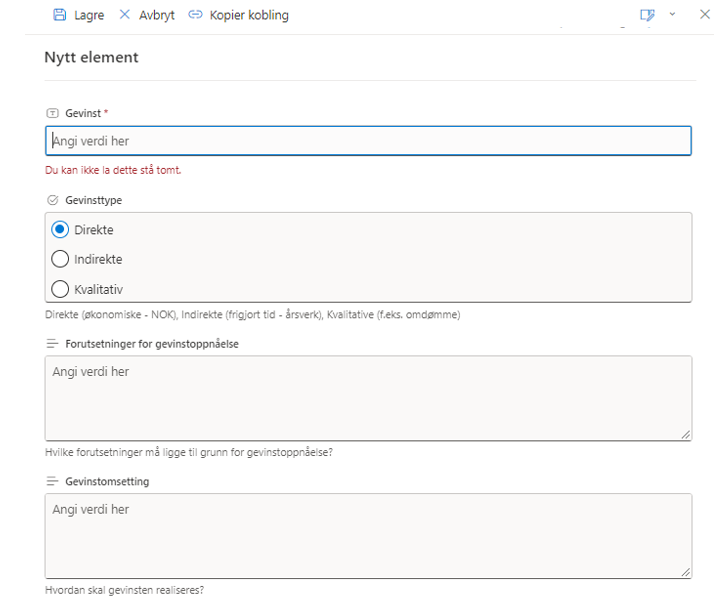 Lagre Avbryt Kopier kobling
Nytt element
Gevinst *
Angi verdi her
Du kan ikke la dette stå tomt.
Gevinsttype
Direkte
Indirekte
Kvalitativ
Direkte (økonomiske - NOK), Indirekte (frigjort tid - årsverk), Kvalitative (f.eks. omdømme)
Forutsetninger for gevinstoppnåelse
Angi verdi her
Hvilke forutsetninger må ligge til grunn for gevinstoppnåelse?
Gevinstomsetting
Angi verdi her
Hvordan skal gevinsten realiseres?